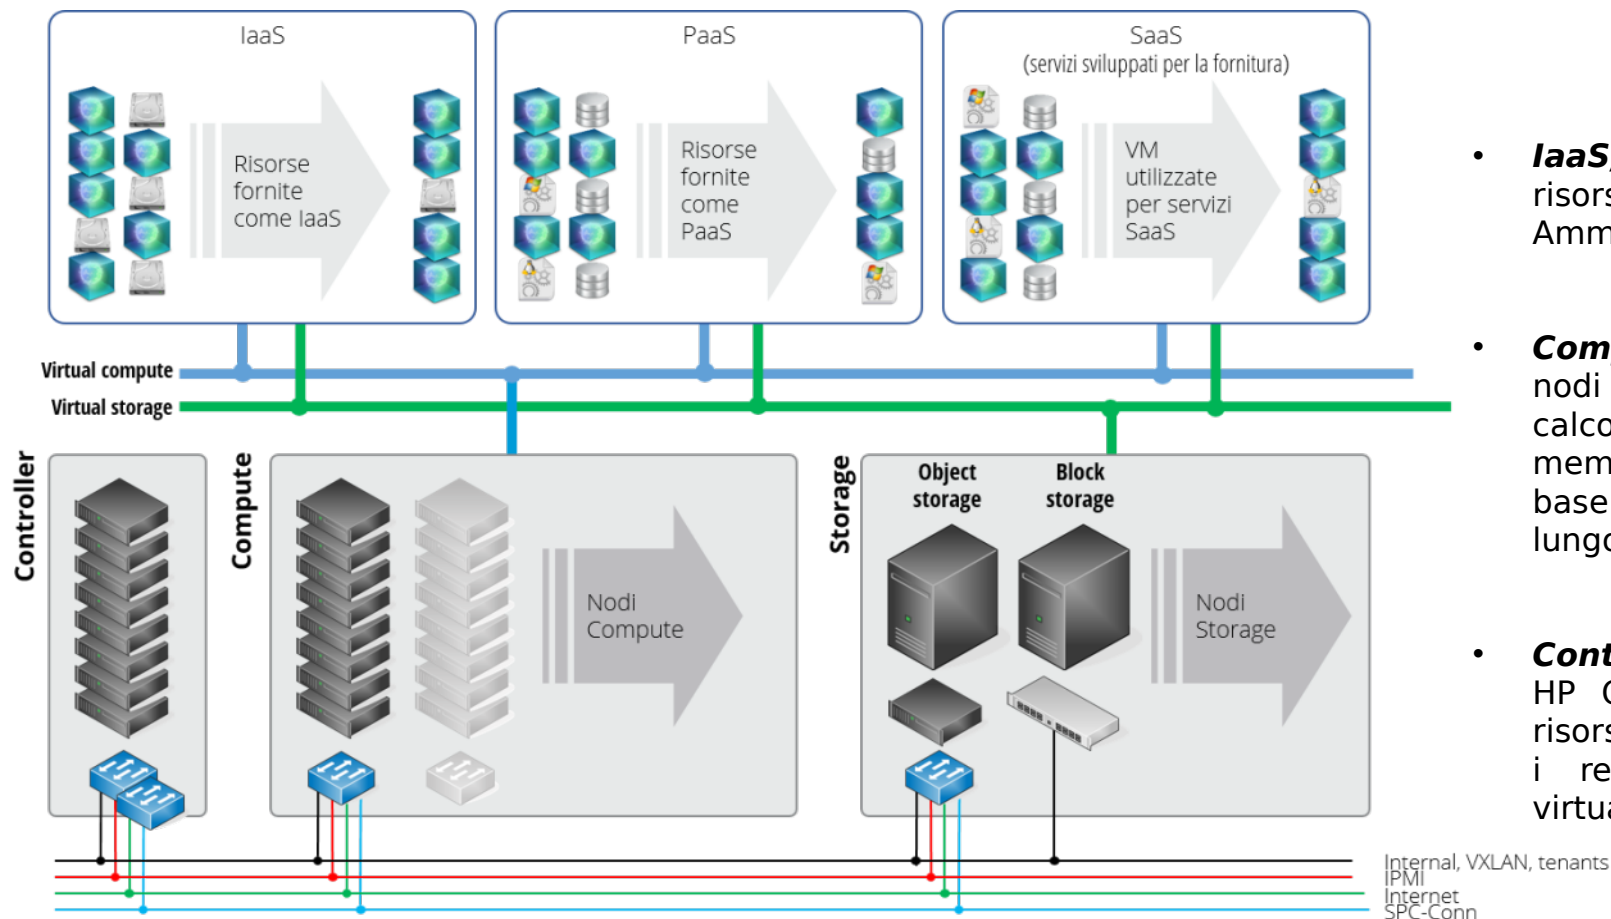 IaaS
Risorse
fornite
come IaaS
PaaS
Risorse
fornite
come
PaaS
SaaS
(servizi sviluppati per la fornitura)
VM
utilizzate
per servizi
SaaS
Virtual compute
Virtual storage
Controller
Compute
Nodi
Compute
Storage
Object
storage
Block
storage
Nodi
Storage
Internal, VXLAN, tenants
IPMI
Internet
SPC-Conn
• IaaS,
risors
Amm
• Com
nodi
calco
mem
base
lungo
• Cont
HP
risors
i re
virtua